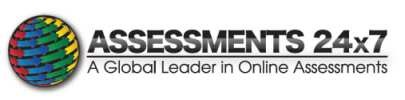 ASSESSMENTS 24x7
A Global Leader in Online Assessments